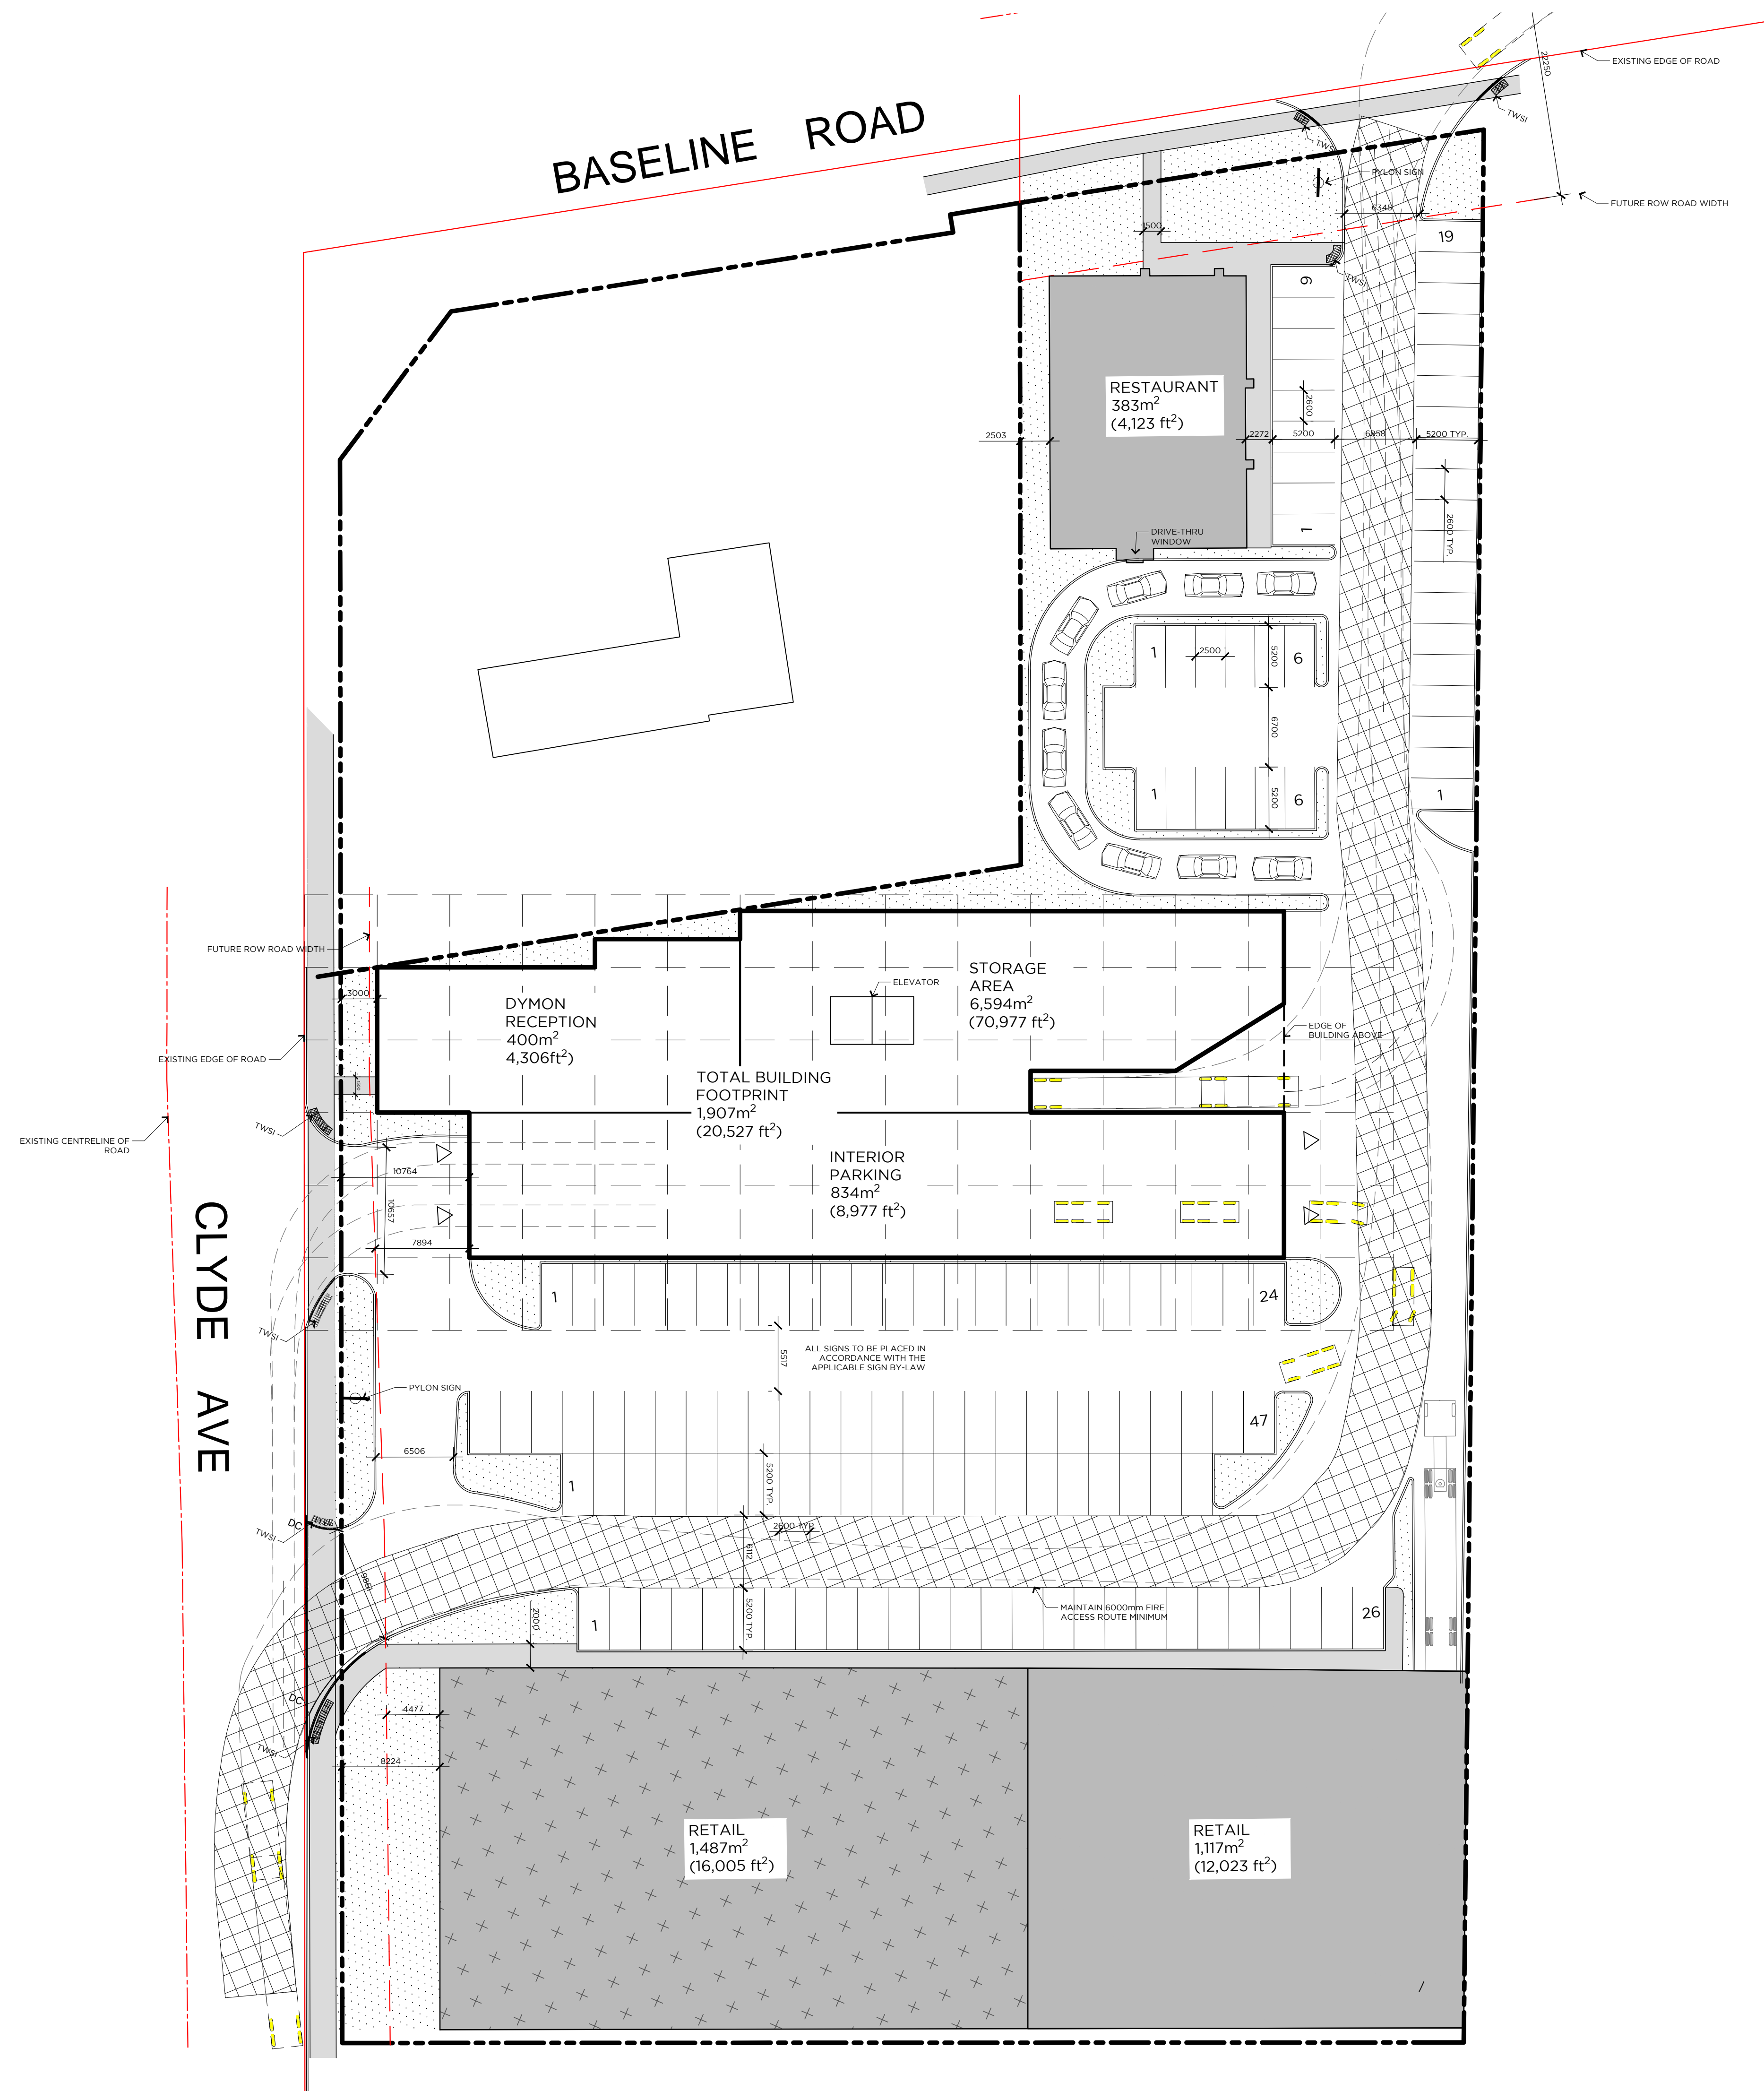 BASELINE ROAD
22250
EXISTING EDGE OF ROAD
TWSI
TWSI
PYLON SIGN
FUTURE ROW ROAD WIDTH
6349
1500
19
TWSI
9
RESTAURANT
383m²
(4,123 ft²)
2600
2503
2272
5200
6858
5200 TYP.
2600 TYP.
1
DRIVE-THRU
WINDOW
1
2500
5200
6
6700
1
5200
6
1
FUTURE ROW ROAD WIDTH
3000
DYMON
RECEPTION
400m²
4,306ft²)
ELEVATOR
STORAGE
AREA
6,594m²
(70,977 ft²)
EDGE OF
BUILDING ABOVE
EXISTING EDGE OF ROAD
TOTAL BUILDING
FOOTPRINT
1,907m²
(20,527 ft²)
TWSI
EXISTING CENTRELINE OF
ROAD
10764
INTERIOR
PARKING
834m²
(8,977 ft²)
10657
7894
CLYDE AVE
1
24
TWSI
5517
ALL SIGNS TO BE PLACED IN
ACCORDANCE WITH THE
APPLICABLE SIGN BY-LAW
PYLON SIGN
47
6506
5200 TYP.
1
DC
TWSI
2600 TYP.
6112
9867
MAINTAIN 6000mm FIRE
ACCESS ROUTE MINIMUM
2000
1
5200 TYP.
26
DC
4477
TWSI
8224
RETAIL
1,487m²
(16,005 ft²)
RETAIL
1,117m²
(12,023 ft²)